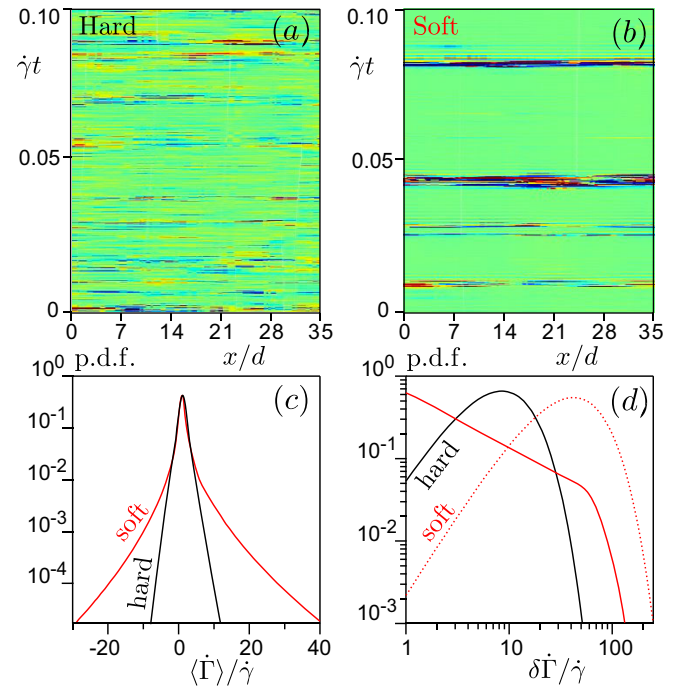 0.10 Hard (a) 0.10 Soft (b)
γ̇t γ̇t
0.05 0.05
0 0
0 7 14 21 28 35 0 7 14 21 28 35
p.d.f. x/d p.d.f. x/d
10⁰ (c) 10⁰ (d)
10⁻¹ 10⁻¹
hard
10⁻² soft 10⁻²
soft
10⁻³ hard
10⁻⁴ 10⁻³
-20 0 20 40 1 10 100
⟨Γ̇⟩/γ̇ δΓ̇/γ̇